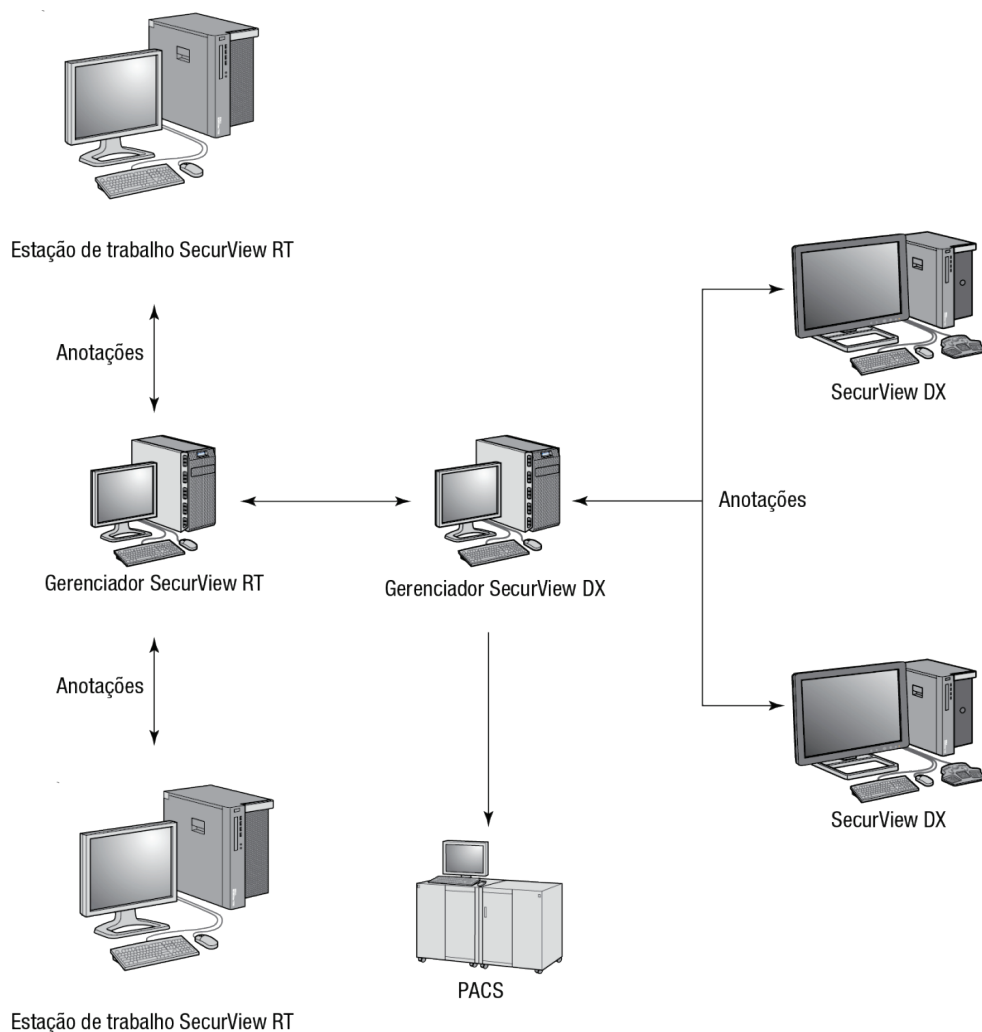 Estação de trabalho SecurView RT
Anotações
SecurView DX
Anotações
Gerenciador SecurView RT
Gerenciador SecurView DX
Anotações
SecurView DX
PACS
Estação de trabalho SecurView RT